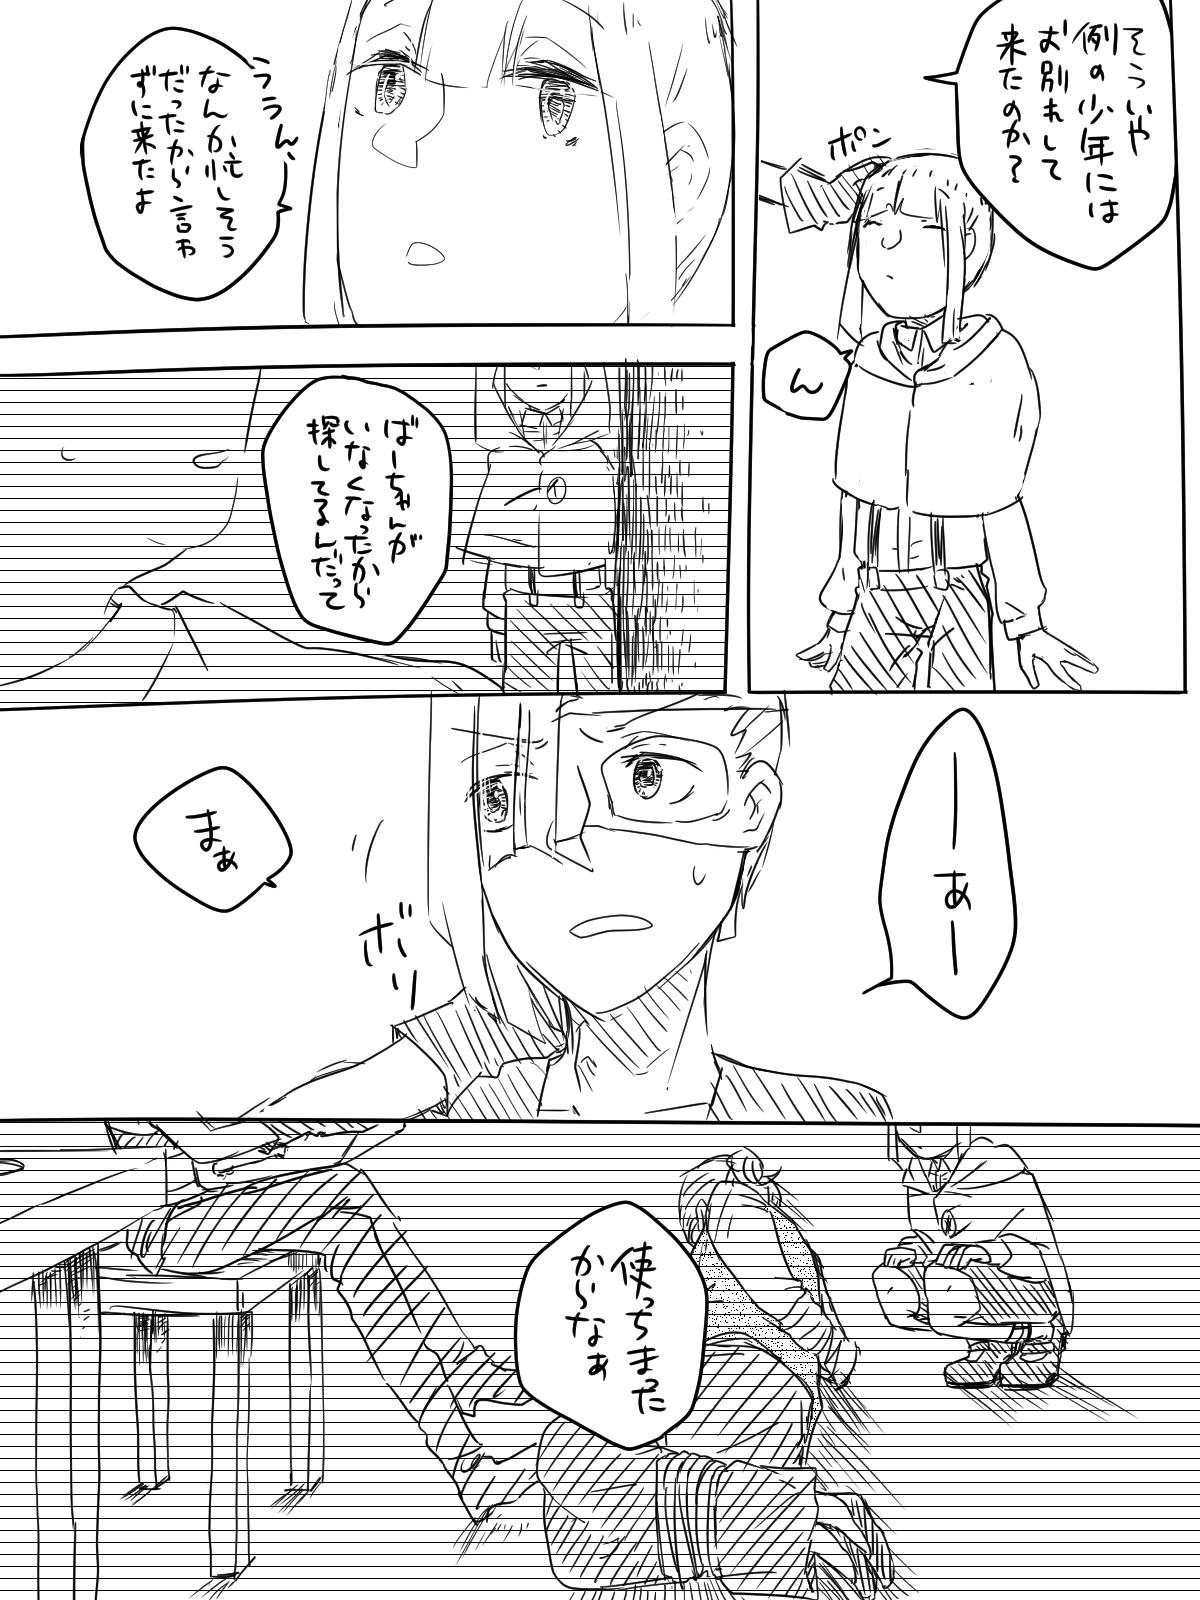 そういや
例の少年には
お別れして
来たのか?
ポン
ん
ううん、
なんか忙しそう
だったから言わ
ずに来たよ
ばーちゃんが
いなくなったから
探してるんだって
ーあー
ボリ
まぁ
使っちまった
からなぁ